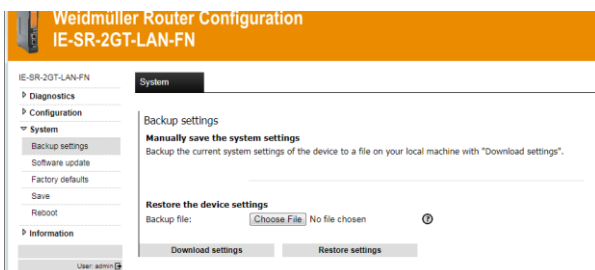 Weidmüller Router Configuration
IE-SR-2GT-LAN-FN
IE-SR-2GT-LAN-FN
Diagnostics
Configuration
System
Backup settings
Software update
Factory defaults
Save
Reboot
Information
User: admin
System
Backup settings
Manually save the system settings
Backup the current system settings of the device to a file on your local machine with "Download settings".
Restore the device settings
Backup file: Choose File No file chosen ?
Download settings Restore settings